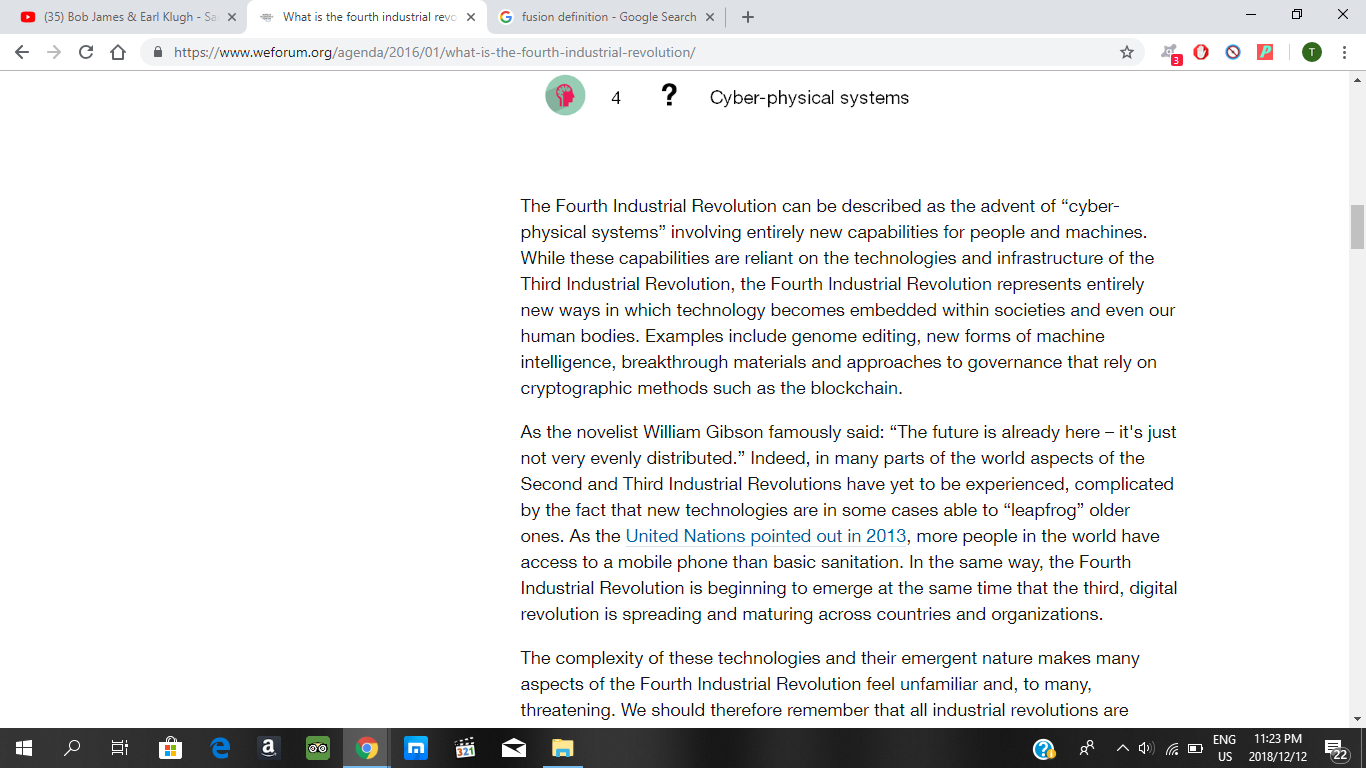 (35) Bob James & Earl Klugh - Sa
What is the fourth industrial revo
fusion definition - Google Search
https://www.weforum.org/agenda/2016/01/what-is-the-fourth-industrial-revolution/
3
T
4 ? Cyber-physical systems
The Fourth Industrial Revolution can be described as the advent of “cyber-
physical systems” involving entirely new capabilities for people and machines.
While these capabilities are reliant on the technologies and infrastructure of the
Third Industrial Revolution, the Fourth Industrial Revolution represents entirely
new ways in which technology becomes embedded within societies and even our
human bodies. Examples include genome editing, new forms of machine
intelligence, breakthrough materials and approaches to governance that rely on
cryptographic methods such as the blockchain.
As the novelist William Gibson famously said: “The future is already here – it's just
not very evenly distributed.” Indeed, in many parts of the world aspects of the
Second and Third Industrial Revolutions have yet to be experienced, complicated
by the fact that new technologies are in some cases able to “leapfrog” older
ones. As the United Nations pointed out in 2013, more people in the world have
access to a mobile phone than basic sanitation. In the same way, the Fourth
Industrial Revolution is beginning to emerge at the same time that the third, digital
revolution is spreading and maturing across countries and organizations.
The complexity of these technologies and their emergent nature makes many
aspects of the Fourth Industrial Revolution feel unfamiliar and, to many,
threatening. We should therefore remember that all industrial revolutions are
321
ENG
US
11:23 PM
2018/12/12
22